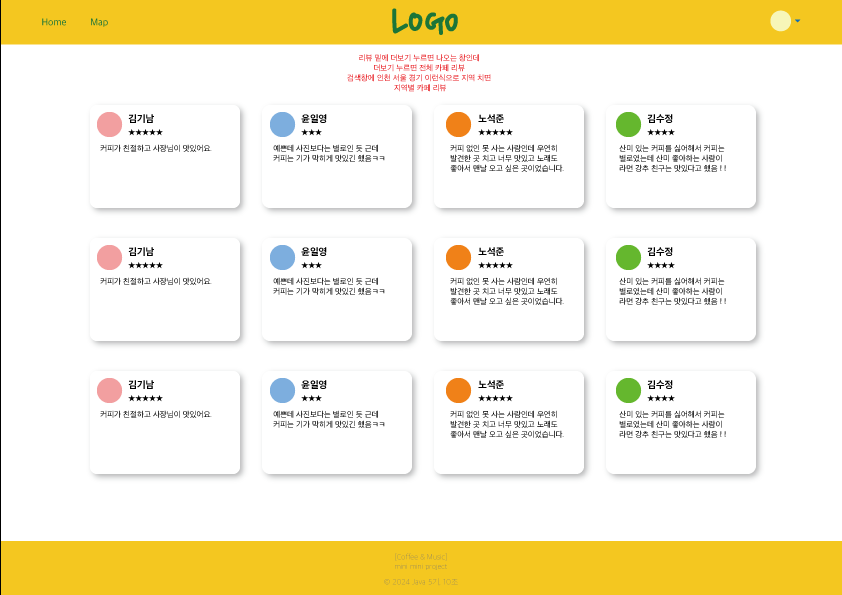 Home
Map
LOGO
리뷰 밑에 더보기 누르면 나오는 창인데
더보기 누르면 전체 카페 리뷰
검색창에 인천 서울 경기 이런식으로 지역 치면
지역별 카페 리뷰
김기남
★★★★★
커피가 친절하고 사장님이 맛있어요.
윤일영
★★★
예쁜데 사진보다는 별로인 듯 근데
커피는 기가 막히게 맛있긴 했음ㅋㅋ
노석준
★★★★★
커피 없인 못 사는 사람인데 우연히
발견한 곳 치고 너무 맛있고 노래도
좋아서 맨날 오고 싶은 곳이었습니다.
김수정
★★★★
산미 있는 커피를 싫어해서 커피는
별로였는데 산미 좋아하는 사람이
라면 강추 친구는 맛있다고 했음 ! !
김기남
★★★★★
커피가 친절하고 사장님이 맛있어요.
윤일영
★★★
예쁜데 사진보다는 별로인 듯 근데
커피는 기가 막히게 맛있긴 했음ㅋㅋ
노석준
★★★★★
커피 없인 못 사는 사람인데 우연히
발견한 곳 치고 너무 맛있고 노래도
좋아서 맨날 오고 싶은 곳이었습니다.
김수정
★★★★
산미 있는 커피를 싫어해서 커피는
별로였는데 산미 좋아하는 사람이
라면 강추 친구는 맛있다고 했음 ! !
김기남
★★★★★
커피가 친절하고 사장님이 맛있어요.
윤일영
★★★
예쁜데 사진보다는 별로인 듯 근데
커피는 기가 막히게 맛있긴 했음ㅋㅋ
노석준
★★★★★
커피 없인 못 사는 사람인데 우연히
발견한 곳 치고 너무 맛있고 노래도
좋아서 맨날 오고 싶은 곳이었습니다.
김수정
★★★★
산미 있는 커피를 싫어해서 커피는
별로였는데 산미 좋아하는 사람이
라면 강추 친구는 맛있다고 했음 ! !
[Coffee & Music]
mini mini project
© 2024 Java 5기, 10조